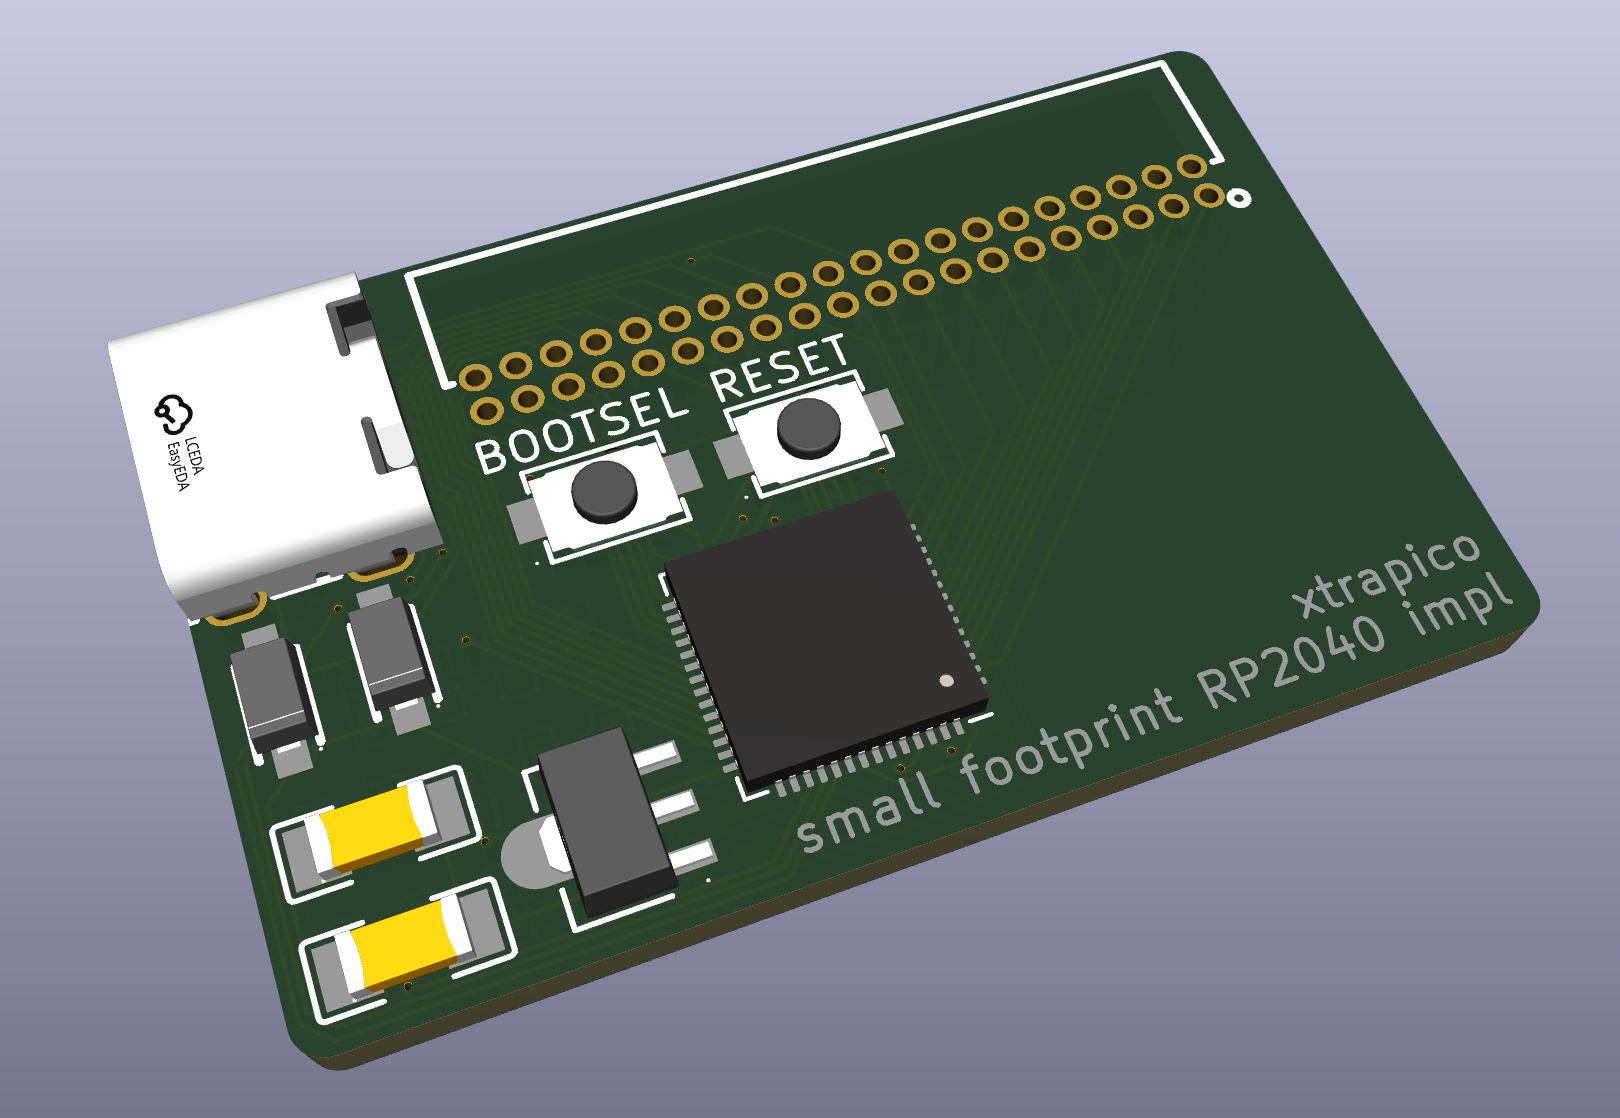 LCEDA
EasyEDA
BOOTSEL
RESET
xtrapico
small footprint RP2040 impl